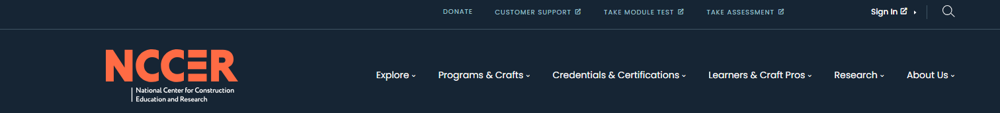 DONATE CUSTOMER SUPPORT TAKE MODULE TEST TAKE ASSESSMENT Sign In
NCCER
National Center for Construction
Education and Research
Explore Programs & Crafts Credentials & Certifications Learners & Craft Pros Research About Us